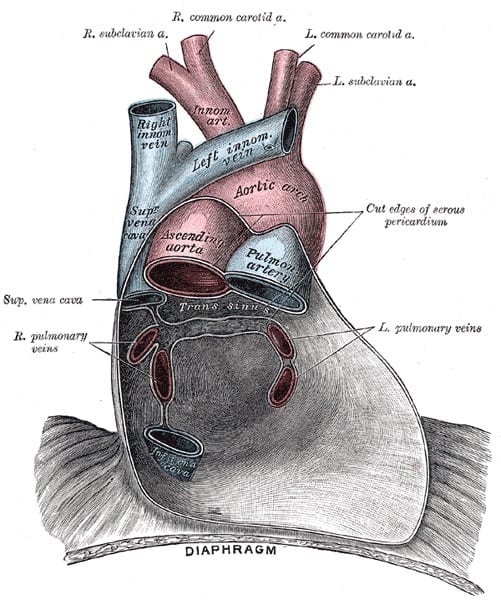 R. common carotid a.
R. subclavian a.
L. common carotid a.
L. subclavian a.
Innom.
art.
Right
innom.
vein
Left innom.
vein
Aortic arch
Sup.
vena
cava
Cut edges of serous
pericardium
Ascending
aorta
Pulmon.
artery
Sup. vena cava
Trans. sinus
R. pulmonary
veins
L. pulmonary veins
Inf. vena
cava
DIAPHRAGM